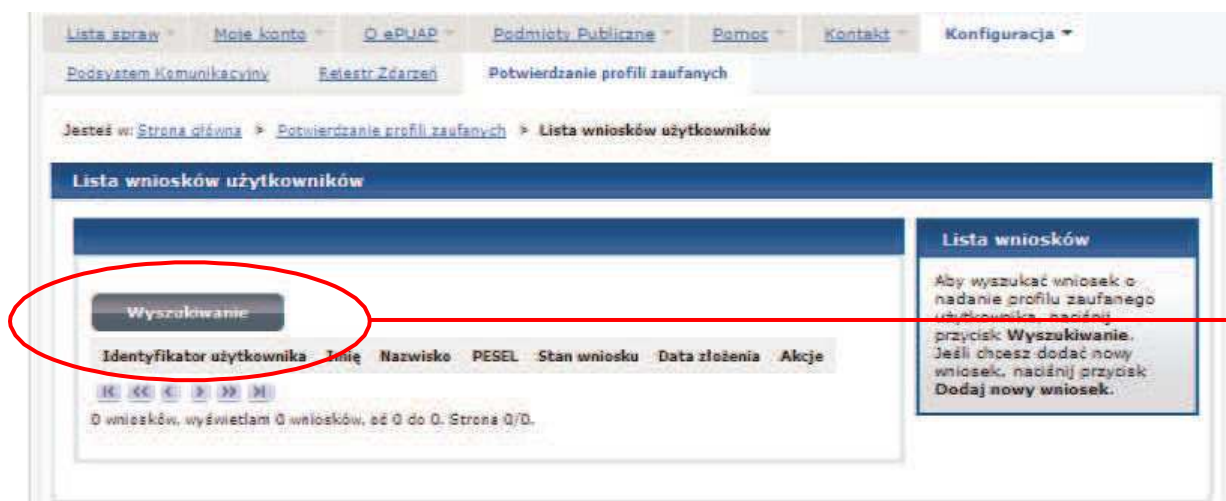 Lista spraw Moje konto O ePUAP Podmioty Publiczne Pomoc Kontakt Konfiguracja
Podsystem Komunikacyjny Rejestr Zdarzeń Potwierdzanie profili zaufanych
Jesteś w: Strona główna > Potwierdzanie profili zaufanych > Lista wniosków użytkowników
Lista wniosków użytkowników
Wyszukiwanie
Identyfikator użytkownika Imię Nazwisko PESEL Stan wniosku Data złożenia Akcje
0 wniosków, wyświetlam 0 wniosków, od 0 do 0. Strona 0/0.
Lista wniosków
Aby wyszukać wniosek o
nadanie profilu zaufanego
użytkownika, naciśnij
przycisk Wyszukiwanie.
Jeśli chcesz dodać nowy
wniosek, naciśnij przycisk
Dodaj nowy wniosek.